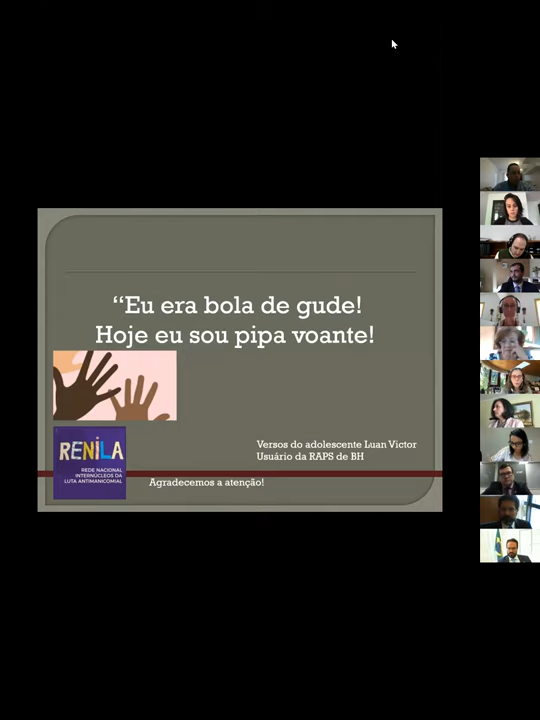 “Eu era bola de gude!
Hoje eu sou pipa voante!
RENILA
REDE NACIONAL
INTERNÚCLEOS DA
LUTA ANTIMANICOMIAL
Versos do adolescente Luan Victor
Usuário da RAPS de BH
Agradecemos a atenção!